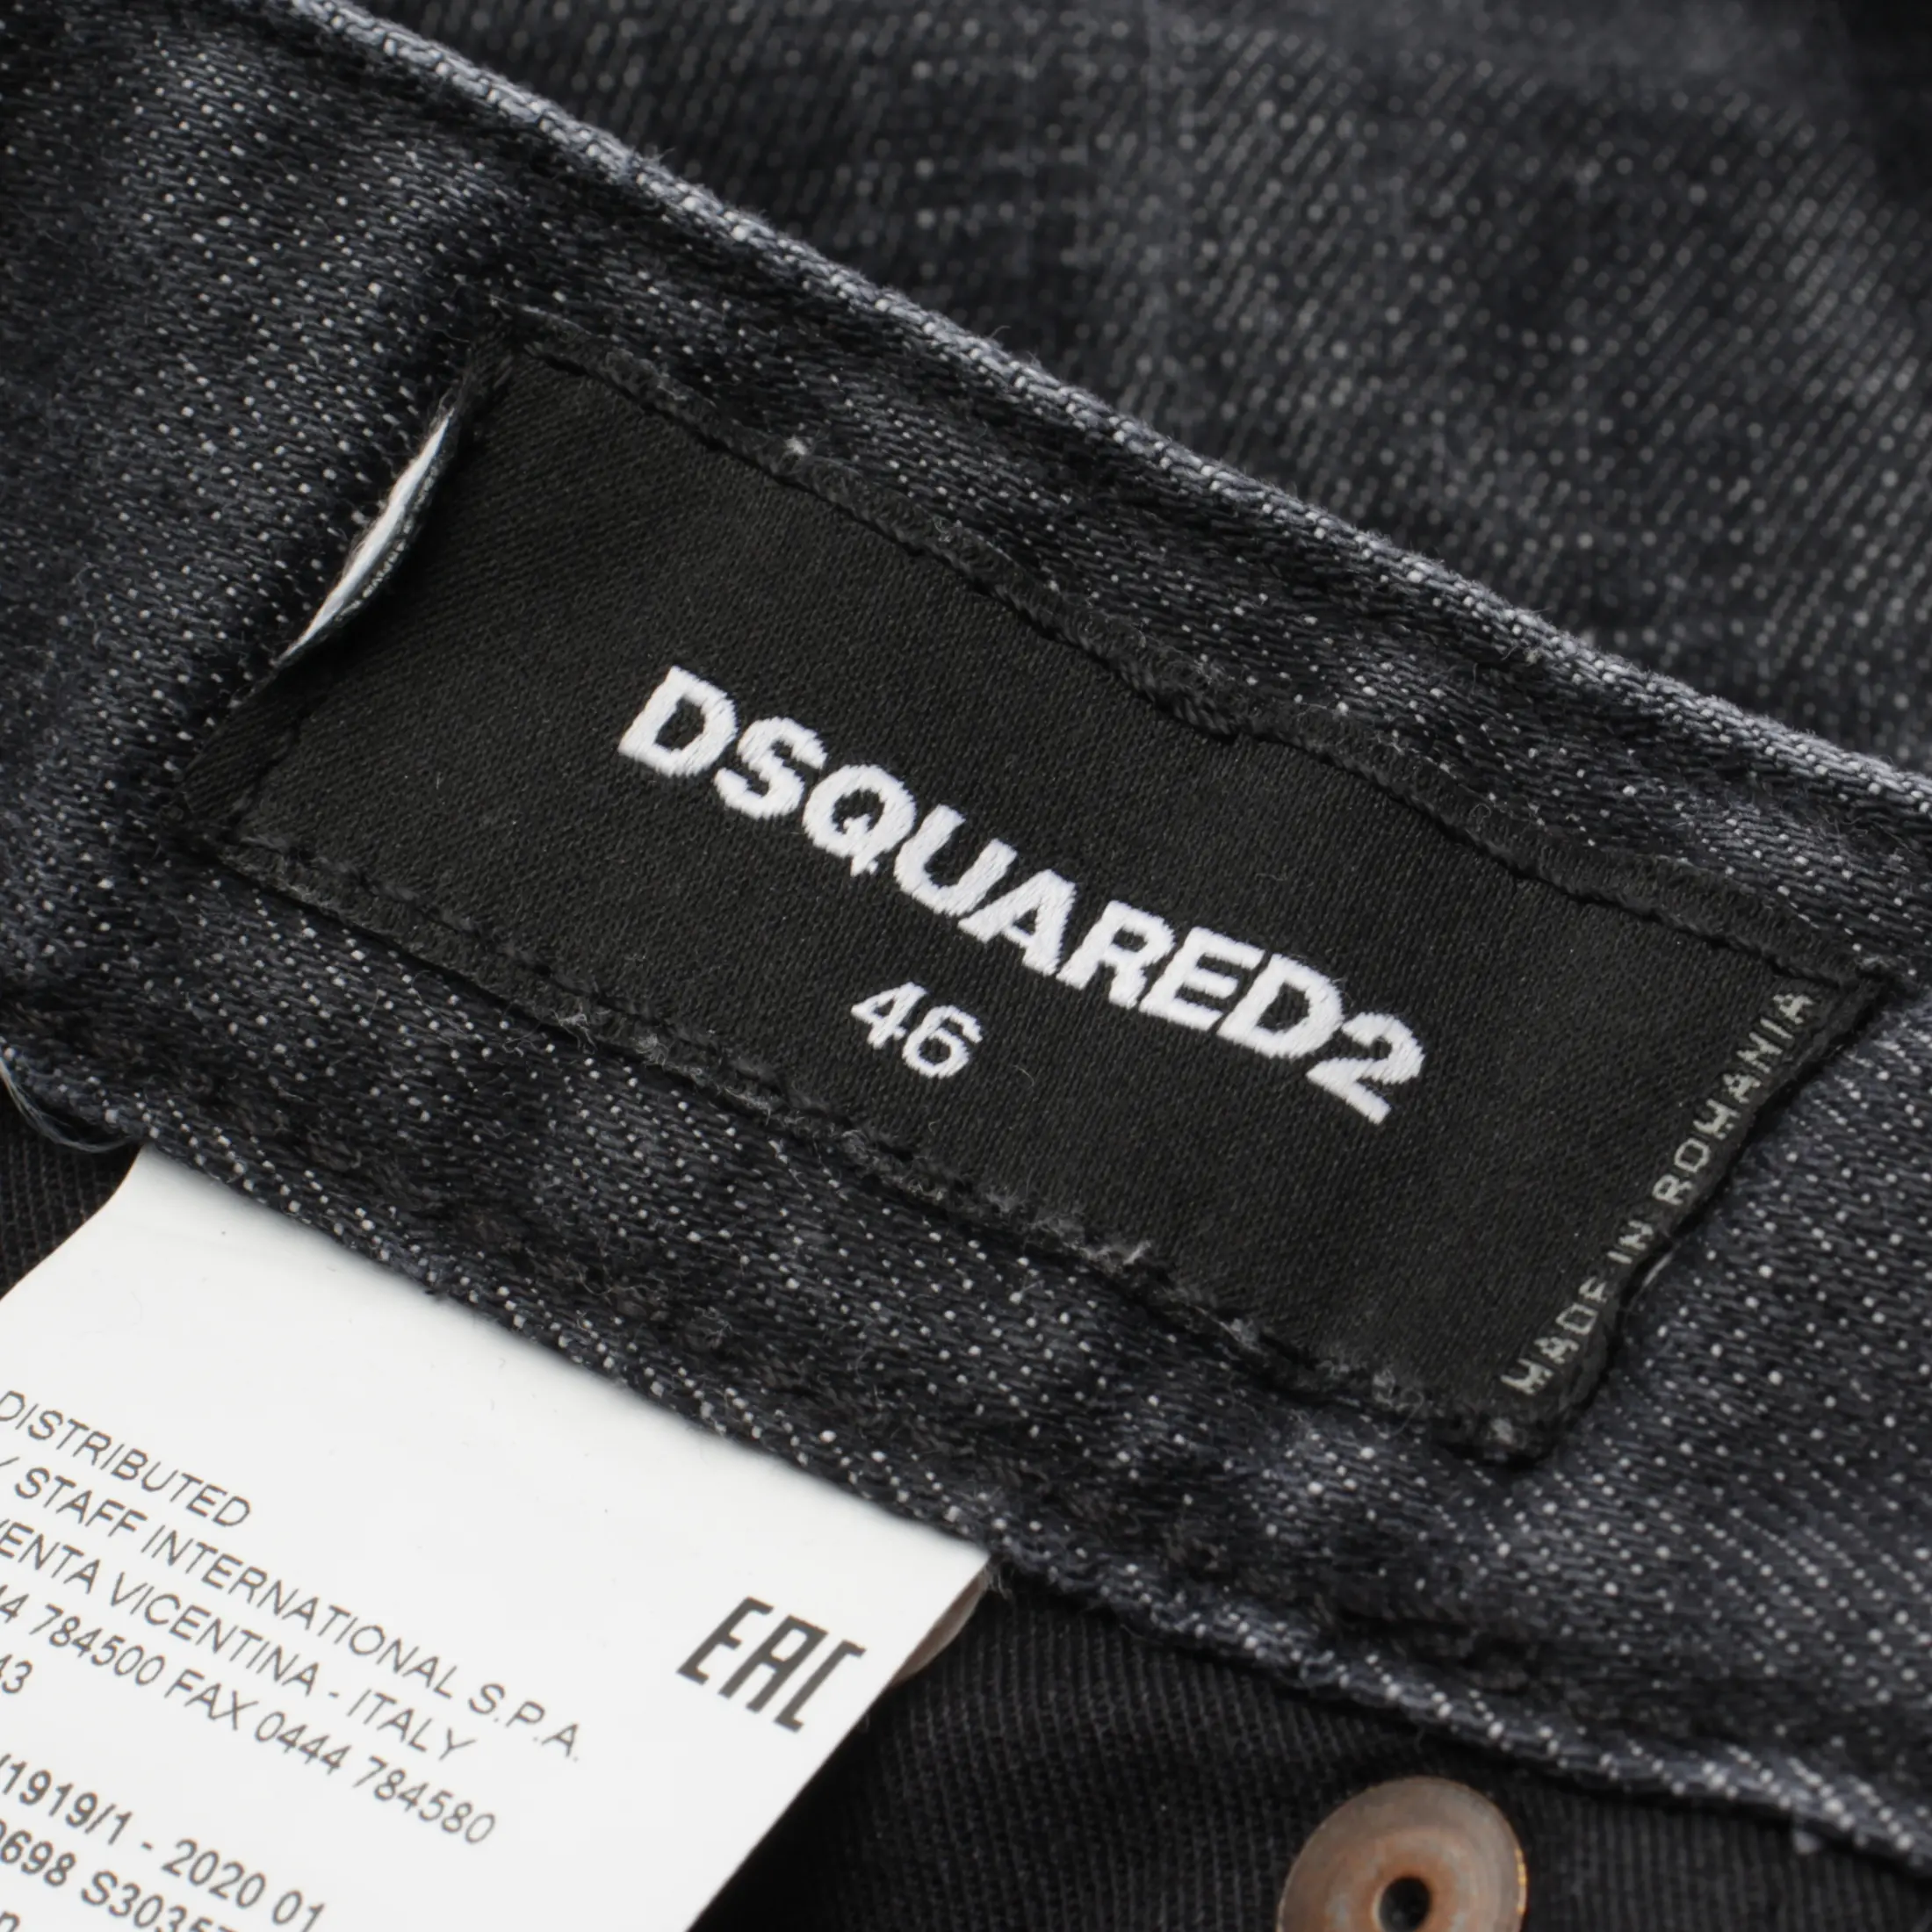 DSQUARED2
46
MADE IN ROMANIA
DISTRIBUTED
STAFF INTERNATIONAL S.P.A.
VICENTINA - ITALY
784500 FAX 0444 784580
EAC
/1919/1 - 2020 01